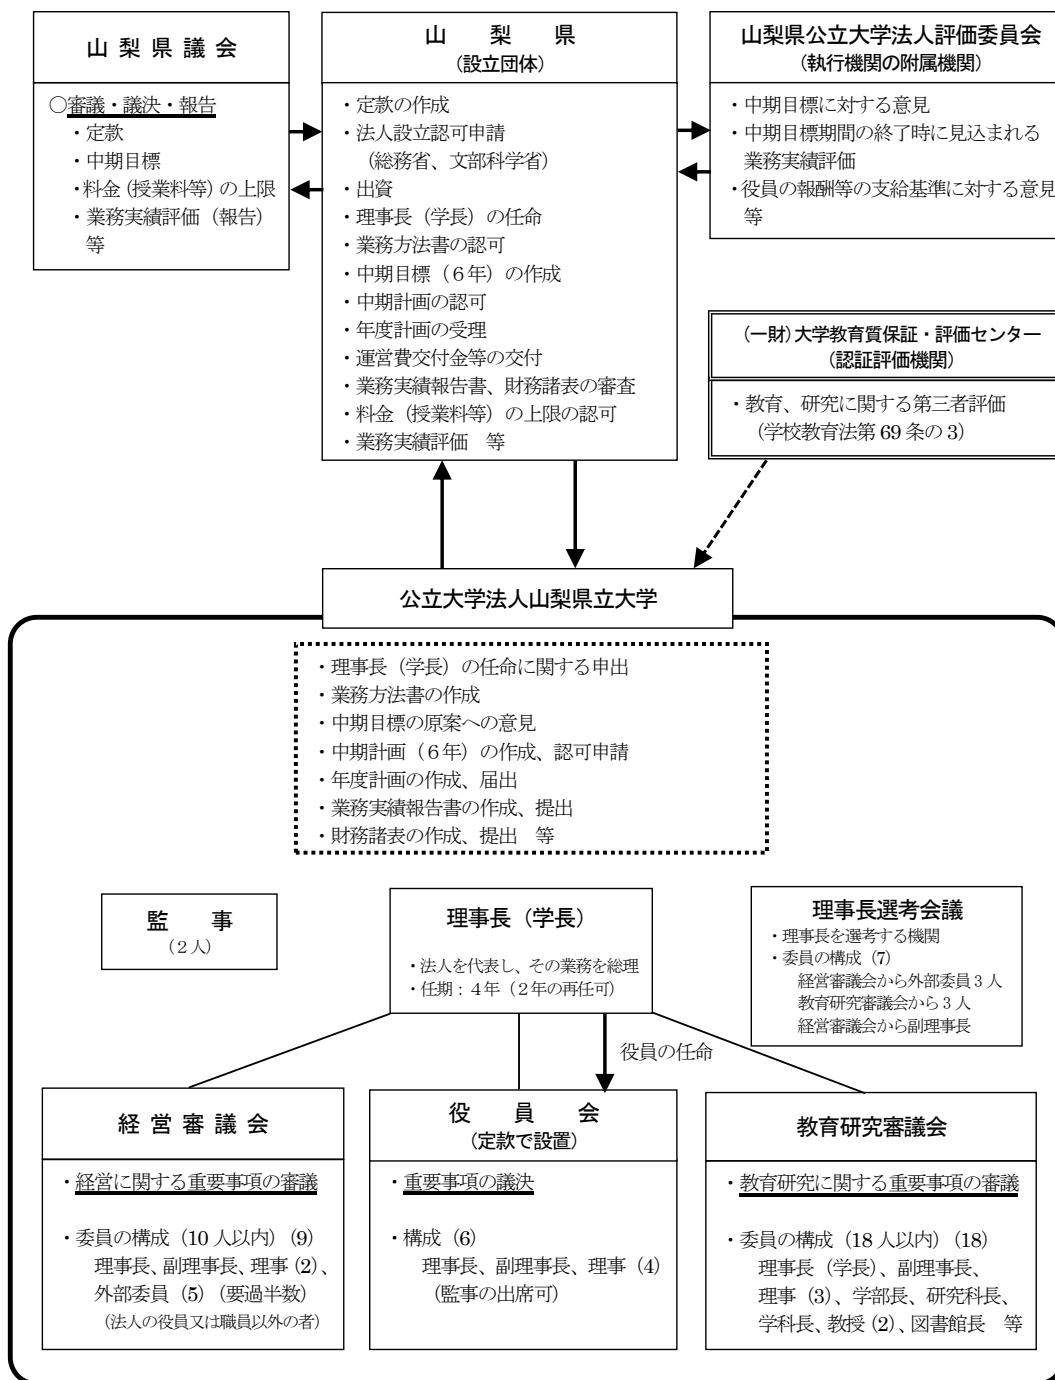 山梨県議会
○審議・議決・報告
・定款
・中期目標
・料金(授業料等)の上限
・業務実績評価（報告）
等
山梨県
(設立団体)
・定款の作成
・法人設立認可申請
（総務省、文部科学省）
・出資
・理事長（学長）の任命
・業務方法書の認可
・中期目標（６年）の作成
・中期計画の認可
・年度計画の受理
・運営費交付金等の交付
・業務実績報告書、財務諸表の審査
・料金（授業料等）の上限の認可
・業務実績評価　等
山梨県公立大学法人評価委員会
(執行機関の附属機関)
・中期目標に対する意見
・中期目標期間の終了時に見込まれる
業務実績評価
・役員の報酬等の支給基準に対する意見
等
(一財)大学教育質保証・評価センター
(認証評価機関)
・教育、研究に関する第三者評価
（学校教育法第 69 条の 3）
公立大学法人山梨県立大学
・理事長（学長）の任命に関する申出
・業務方法書の作成
・中期目標の原案への意見
・中期計画（６年）の作成、認可申請
・年度計画の作成、届出
・業務実績報告書の作成、提出
・財務諸表の作成、提出　等
監　事
（２人）
理事長（学長）
・法人を代表し、その業務を総理
・任期：４年（２年の再任可）
理事長選考会議
・理事長を選考する機関
・委員の構成（7）
経営審議会から外部委員３人
教育研究審議会から３人
経営審議会から副理事長
役員の任命
経営審議会
・経営に関する重要事項の審議
・委員の構成（10 人以内）（9）
理事長、副理事長、理事（2）、
外部委員（5）（要過半数）
（法人の役員又は職員以外の者）
役員会
(定款で設置)
・重要事項の議決
・構成（6）
理事長、副理事長、理事（4）
（監事の出席可）
教育研究審議会
・教育研究に関する重要事項の審議
・委員の構成（18 人以内）（18）
理事長（学長）、副理事長、
理事（3）、学部長、研究科長、
学科長、教授（2）、図書館長　等